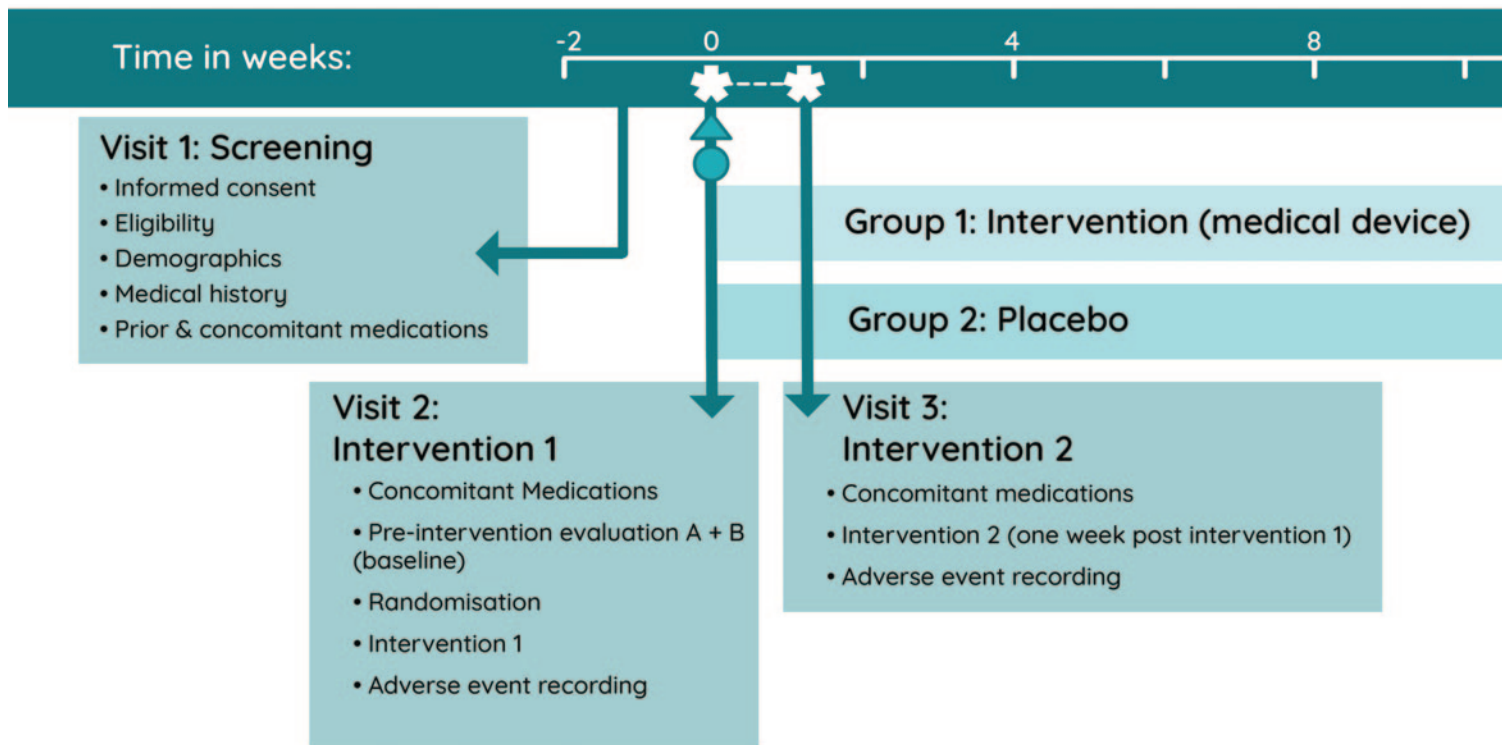 Time in weeks:
-2 0 4 8
Visit 1: Screening
• Informed consent
• Eligibility
• Demographics
• Medical history
• Prior & concomitant medications
Group 1: Intervention (medical device)
Group 2: Placebo
Visit 2:
Intervention 1
• Concomitant Medications
• Pre-intervention evaluation A + B
(baseline)
• Randomisation
• Intervention 1
• Adverse event recording
Visit 3:
Intervention 2
• Concomitant medications
• Intervention 2 (one week post intervention 1)
• Adverse event recording